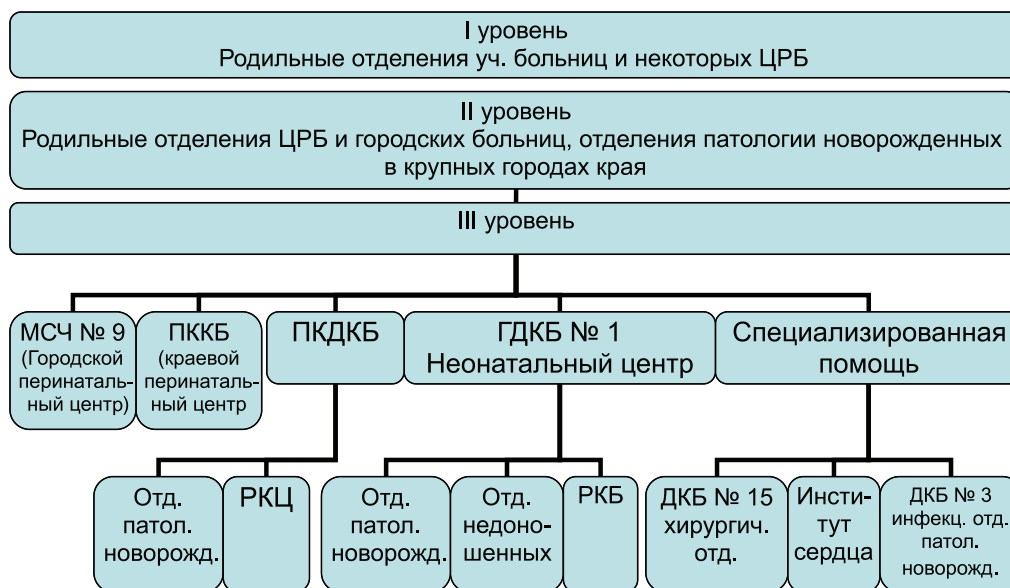 I уровень
Родильные отделения уч. больниц и некоторых ЦРБ
II уровень
Родильные отделения ЦРБ и городских больниц, отделения патологии новорожденных
в крупных городах края
III уровень
МСЧ № 9
(Городской
перинаталь-
ный центр)
ПККБ
(краевой
перинаталь-
ный центр
ПКДКБ
ГДКБ № 1
Неонатальный центр
Специализированная
помощь
Отд.
патол.
новорожд.
РКЦ
Отд.
патол.
новорожд.
Отд.
недоно-
шенных
РКБ
ДКБ № 15
хирургич.
отд.
Инсти-
тут
сердца
ДКБ № 3
инфекц. отд.
патол.
новорожд.